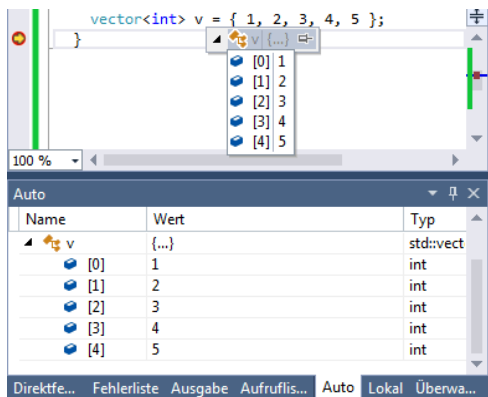 vector<int> v = { 1, 2, 3, 4, 5 };
}
v {...}
[0] 1
[1] 2
[2] 3
[3] 4
[4] 5
100 %
Auto
Name Wert Typ
v {...} std::vect
[0] 1 int
[1] 2 int
[2] 3 int
[3] 4 int
[4] 5 int
Direktfe... Fehlerliste Ausgabe Aufruflis... Auto Lokal Überwa...